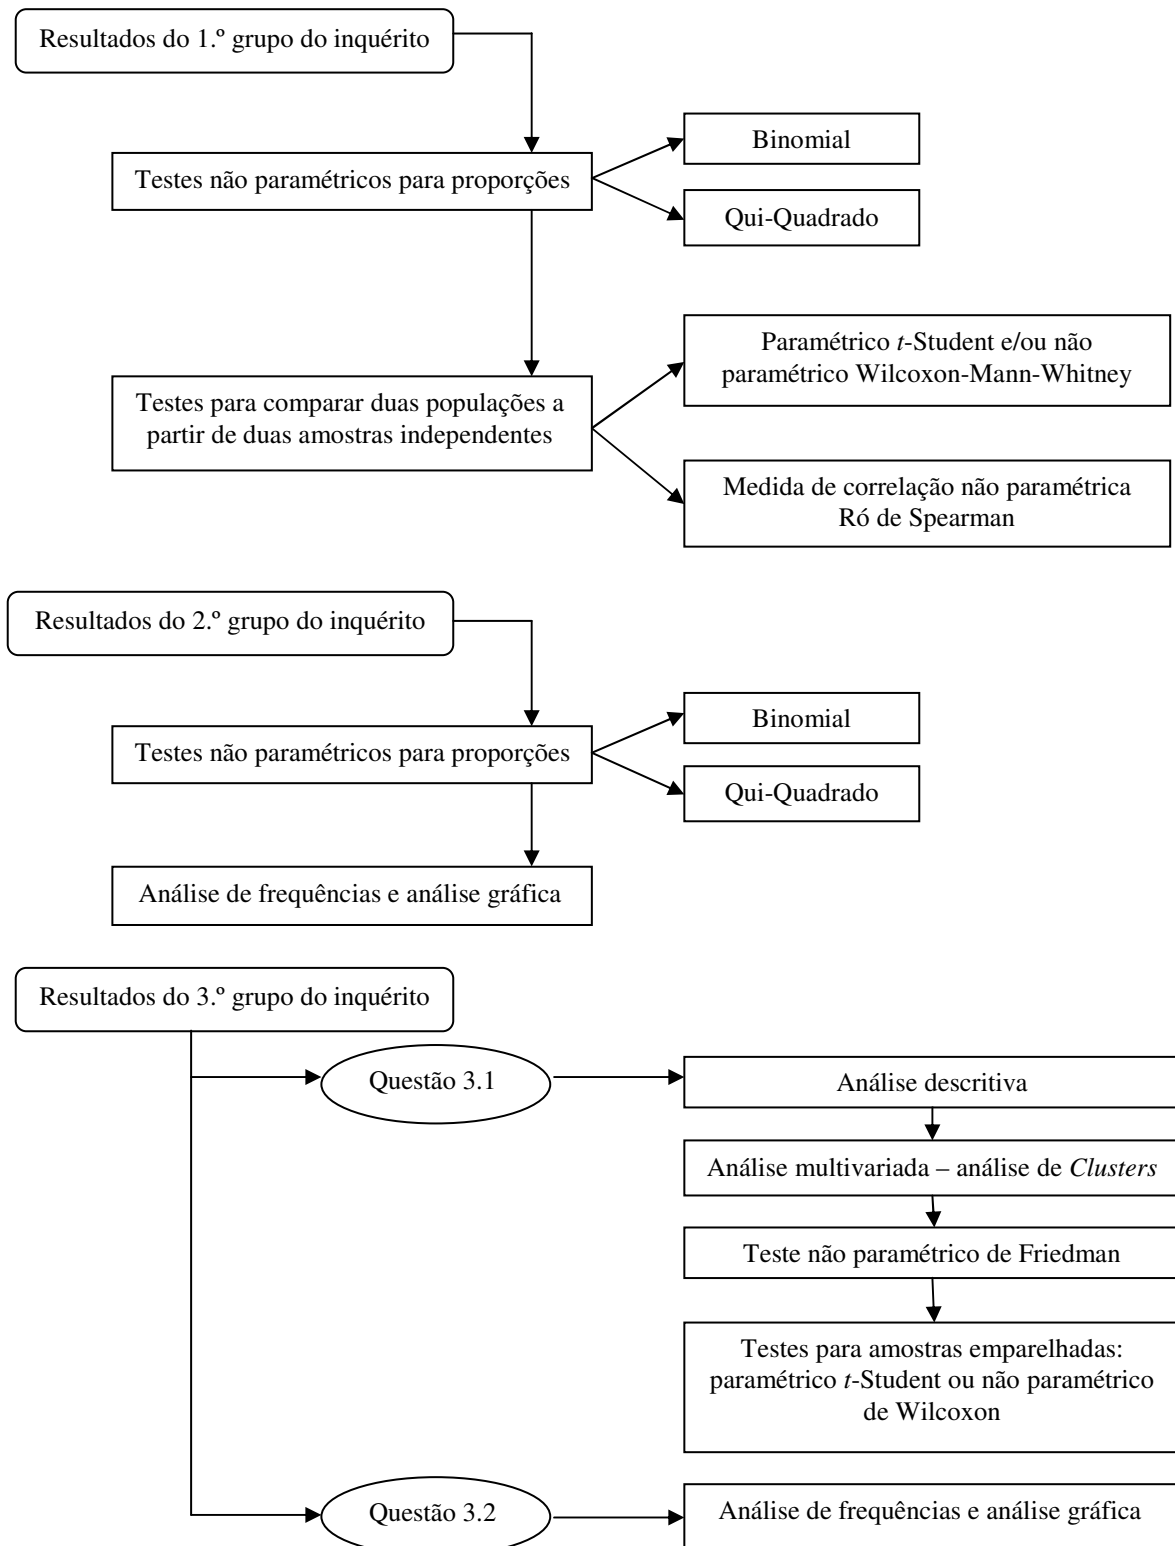 Resultados do 1.º grupo do inquérito
Binomial
Testes não paramétricos para proporções
Qui-Quadrado
Paramétrico t-Student e/ou não
paramétrico Wilcoxon-Mann-Whitney
Testes para comparar duas populações a
partir de duas amostras independentes
Medida de correlação não paramétrica
Ró de Spearman
Resultados do 2.º grupo do inquérito
Binomial
Testes não paramétricos para proporções
Qui-Quadrado
Análise de frequências e análise gráfica
Resultados do 3.º grupo do inquérito
Questão 3.1
Análise descritiva
Análise multivariada – análise de Clusters
Teste não paramétrico de Friedman
Testes para amostras emparelhadas:
paramétrico t-Student ou não paramétrico
de Wilcoxon
Questão 3.2
Análise de frequências e análise gráfica